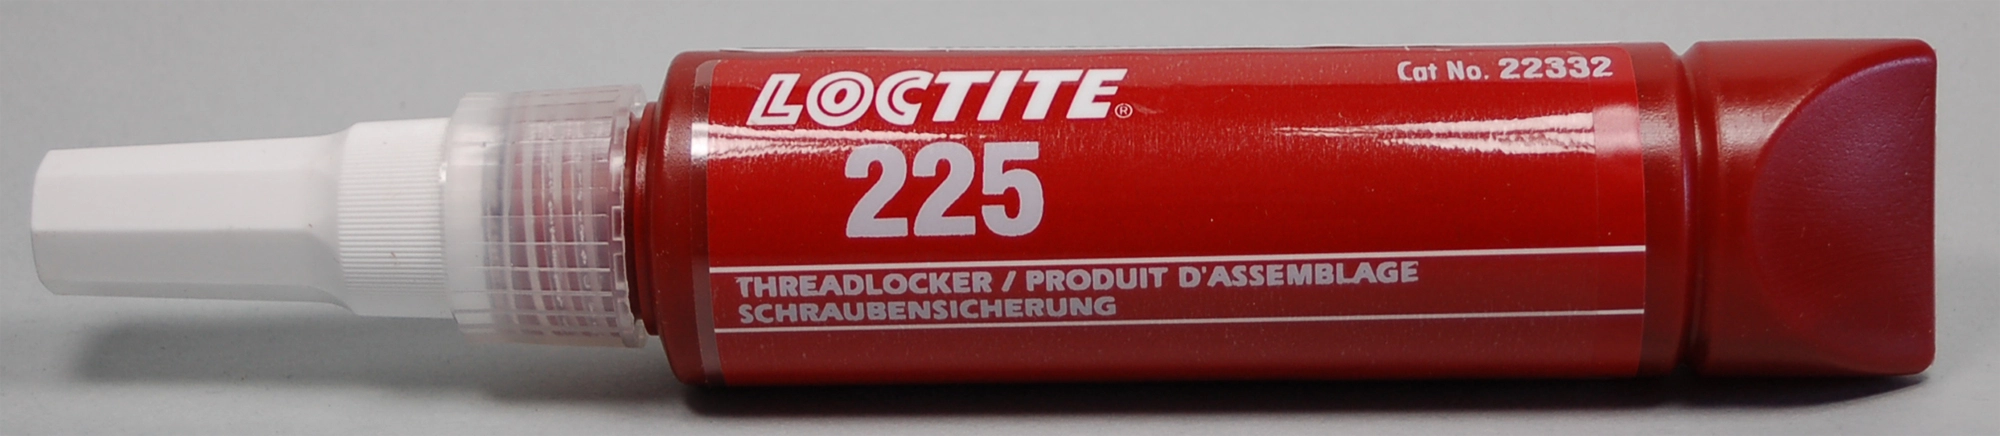 LOCTITE®
Cat No. 22332
225
THREADLOCKER / PRODUIT D'ASSEMBLAGE
SCHRAUBENSICHERUNG